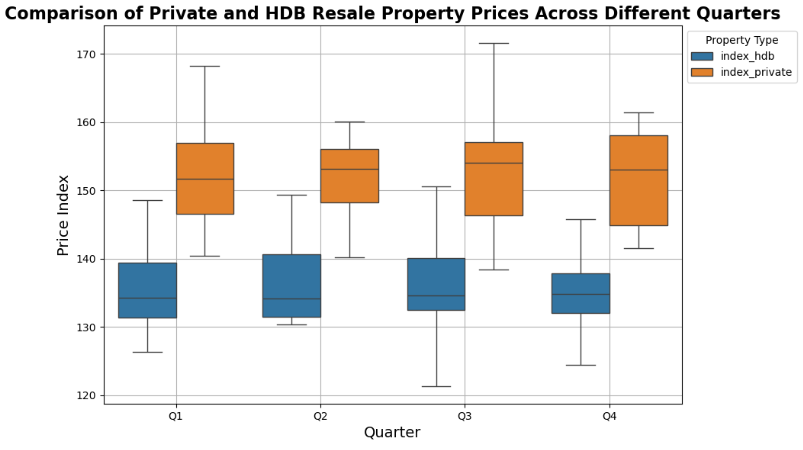 Comparison of Private and HDB Resale Property Prices Across Different Quarters
Property Type
index_hdb
index_private
Price Index
170
160
150
140
130
120
Q1 Q2 Q3 Q4
Quarter